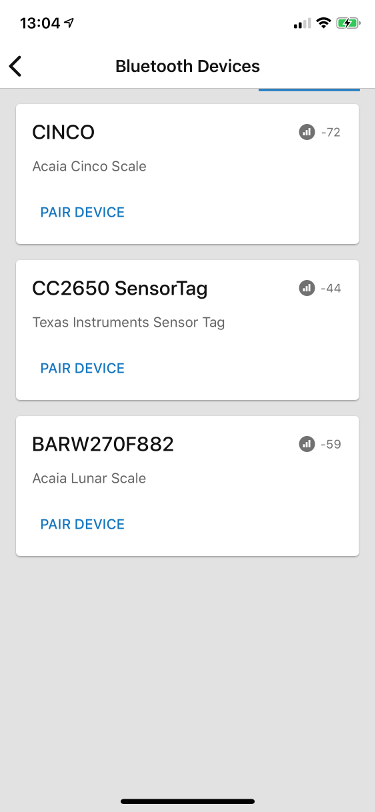 13:04
Bluetooth Devices
CINCO -72
Acaia Cinco Scale
PAIR DEVICE
CC2650 SensorTag -44
Texas Instruments Sensor Tag
PAIR DEVICE
BARW270F882 -59
Acaia Lunar Scale
PAIR DEVICE